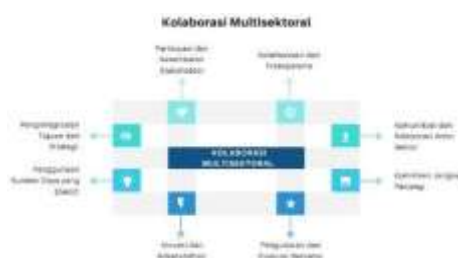 Kolaborasi Multisektoral
Partisipasi dan
Keterlibatan
Stakeholder
Keterbukaan dan
Transparansi
Pengintegrasian
Tujuan dan
Strategi
Komunikasi dan
Kolaborasi Antar
Sektor
KOLABORASI
MULTISEKTORAL
Penggunaan
Sumber Daya yang
Efektif
Komitmen Jangka
Panjang
Inovasi dan
Adaptabilitas
Pengukuran dan
Evaluasi Bersama